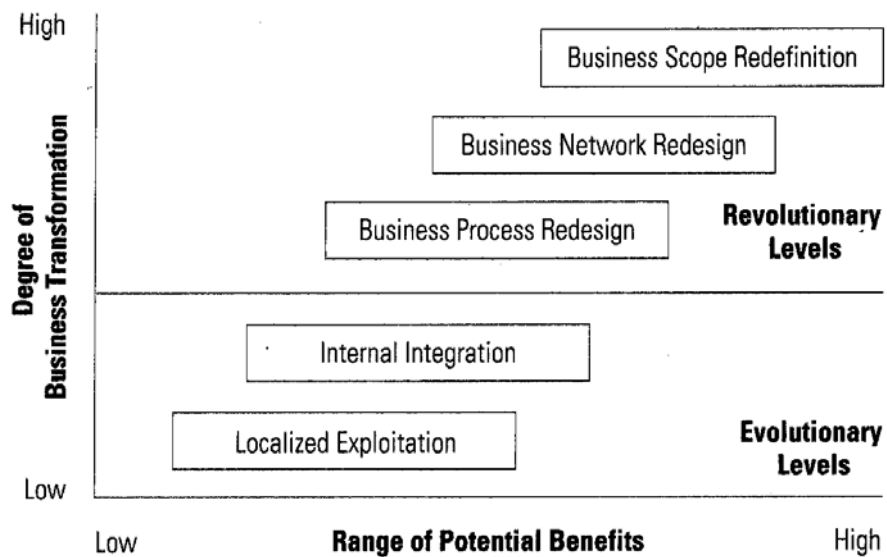 High
Business Scope Redefinition
Business Network Redesign
Business Process Redesign
Revolutionary
Levels
Degree of
Business Transformation
Internal Integration
Localized Exploitation
Evolutionary
Levels
Low
Low
Range of Potential Benefits
High